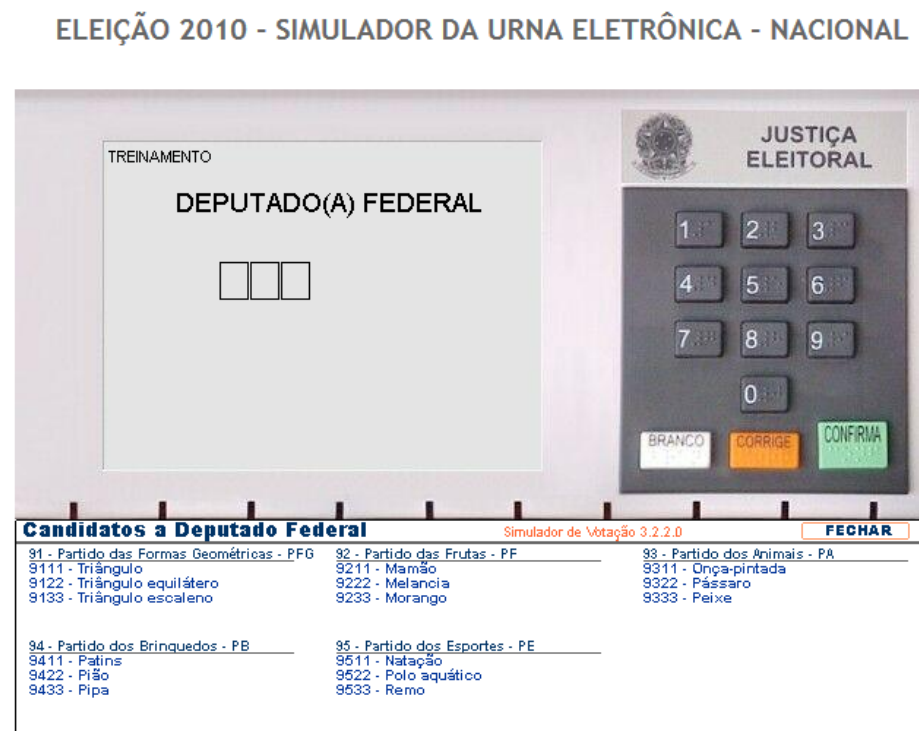 ELEIÇÃO 2010 - SIMULADOR DA URNA ELETRÔNICA - NACIONAL
TREINAMENTO
DEPUTADO(A) FEDERAL
JUSTIÇA
ELEITORAL
1 2 3
4 5 6
7 8 9
0
BRANCO CORRIGE CONFIRMA
Candidatos a Deputado Federal Simulador de Votação 3.2.2.0 FECHAR
91 - Partido das Formas Geométricas - PFG
9111 - Triângulo
9122 - Triângulo equilátero
9133 - Triângulo escaleno
92 - Partido das Frutas - PF
9211 - Mamão
9222 - Melancia
9233 - Morango
93 - Partido dos Animais - PA
9311 - Onça-pintada
9322 - Pássaro
9333 - Peixe
94 - Partido dos Brinquedos - PB
9411 - Patins
9422 - Pião
9433 - Pipa
95 - Partido dos Esportes - PE
9511 - Natação
9522 - Polo aquático
9533 - Remo